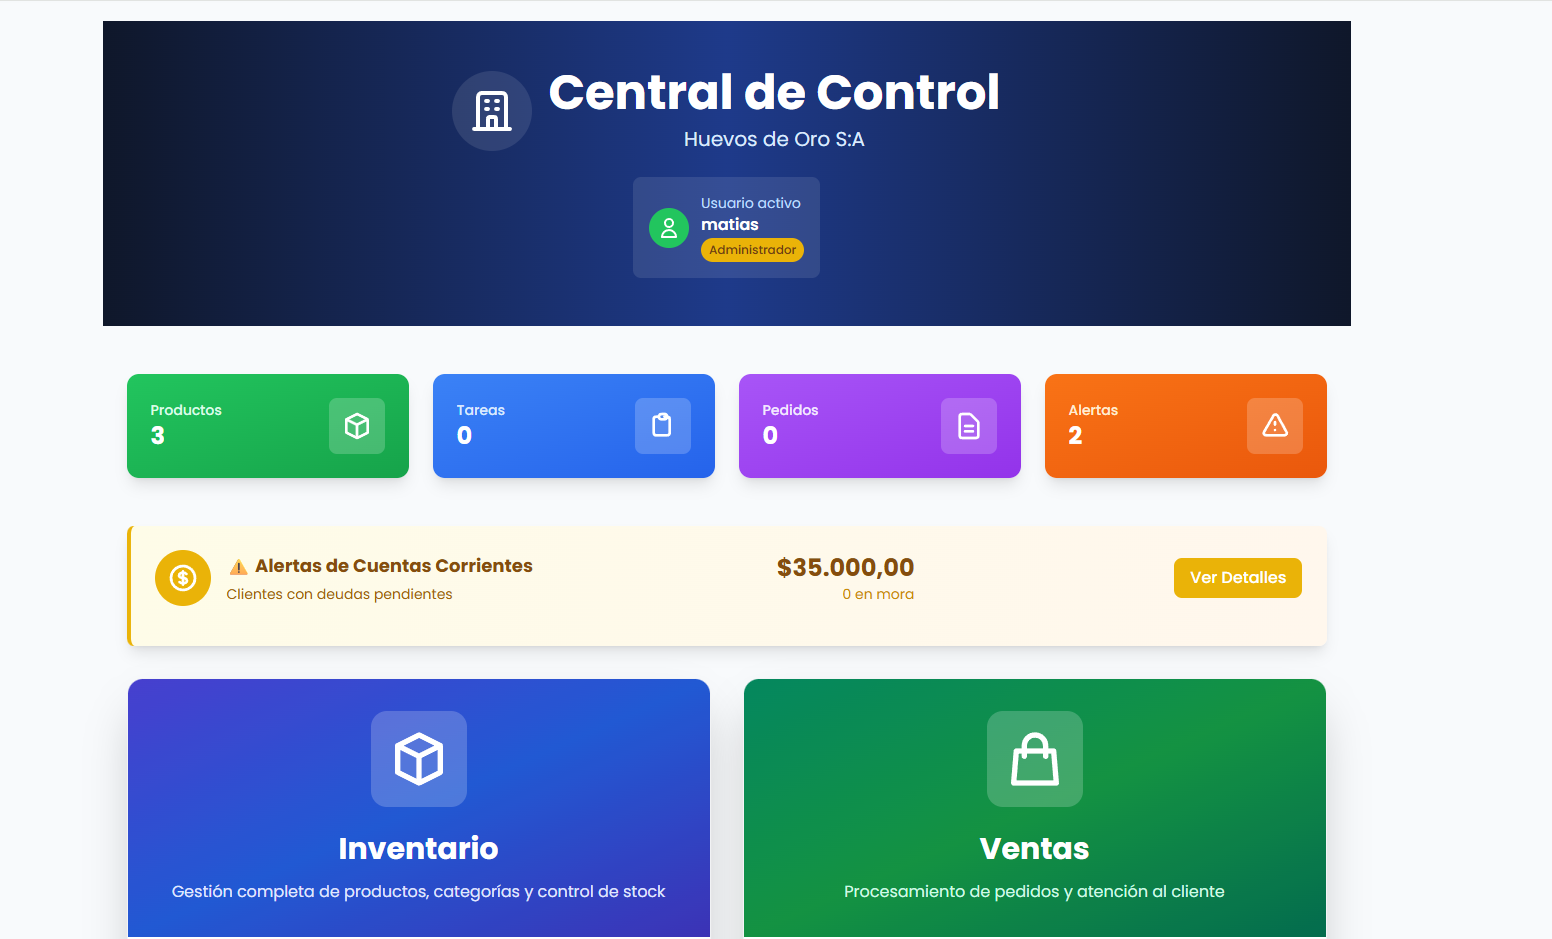 Central de Control
Huevos de Oro S:A
Usuario activo
matias
Administrador
Productos
3
Tareas
0
Pedidos
0
Alertas
2
⚠️ Alertas de Cuentas Corrientes
Clientes con deudas pendientes
$35.000,00
0 en mora
Ver Detalles
Inventario
Gestión completa de productos, categorías y control de stock
Ventas
Procesamiento de pedidos y atención al cliente